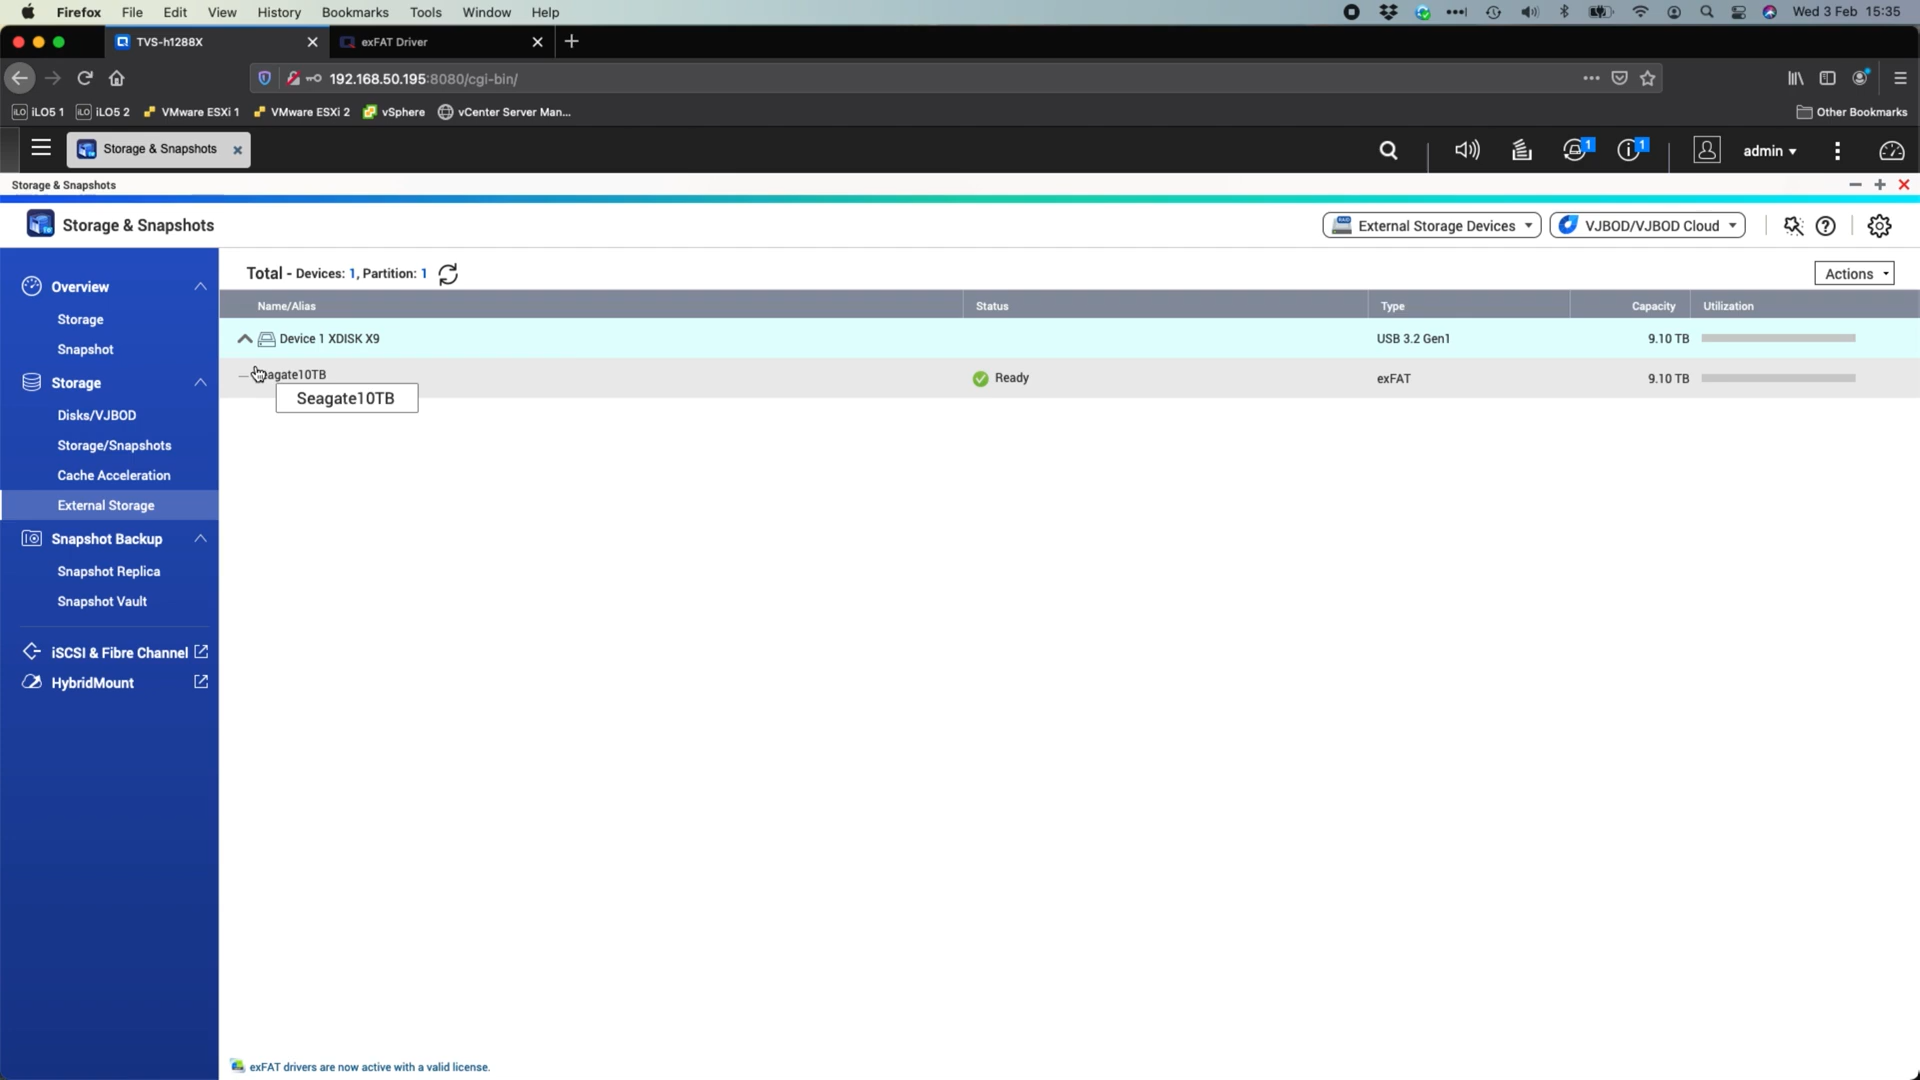 Firefox File Edit View History Bookmarks Tools Window Help Wed 3 Feb 15:35
TVS-h1288X exFAT Driver
192.168.50.195:8080/cgi-bin/
iLO iLO5 1 iLO iLO5 2 VMware ESXi 1 VMware ESXi 2 vSphere vCenter Server Man... Other Bookmarks
Storage & Snapshots 1 1 admin
Storage & Snapshots
Storage & Snapshots External Storage Devices VJBOD/VJBOD Cloud
Overview
Storage
Snapshot
Storage
Disks/VJBOD
Storage/Snapshots
Cache Acceleration
External Storage
Snapshot Backup
Snapshot Replica
Snapshot Vault
iSCSI & Fibre Channel
HybridMount
Total - Devices: 1, Partition: 1 Actions
Name/Alias Status Type Capacity Utilization
Device 1 XDISK X9 USB 3.2 Gen1 9.10 TB
eagate10TB Ready exFAT 9.10 TB
Seagate10TB
exFAT drivers are now active with a valid license.